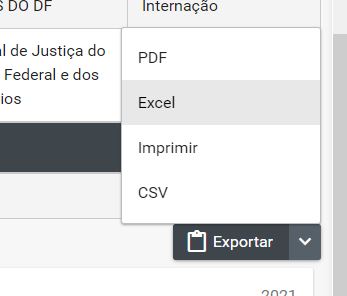 S DO DF
Internação
al de Justiça do
Federal e dos
ios
PDF
Excel
Imprimir
CSV
Exportar
2021